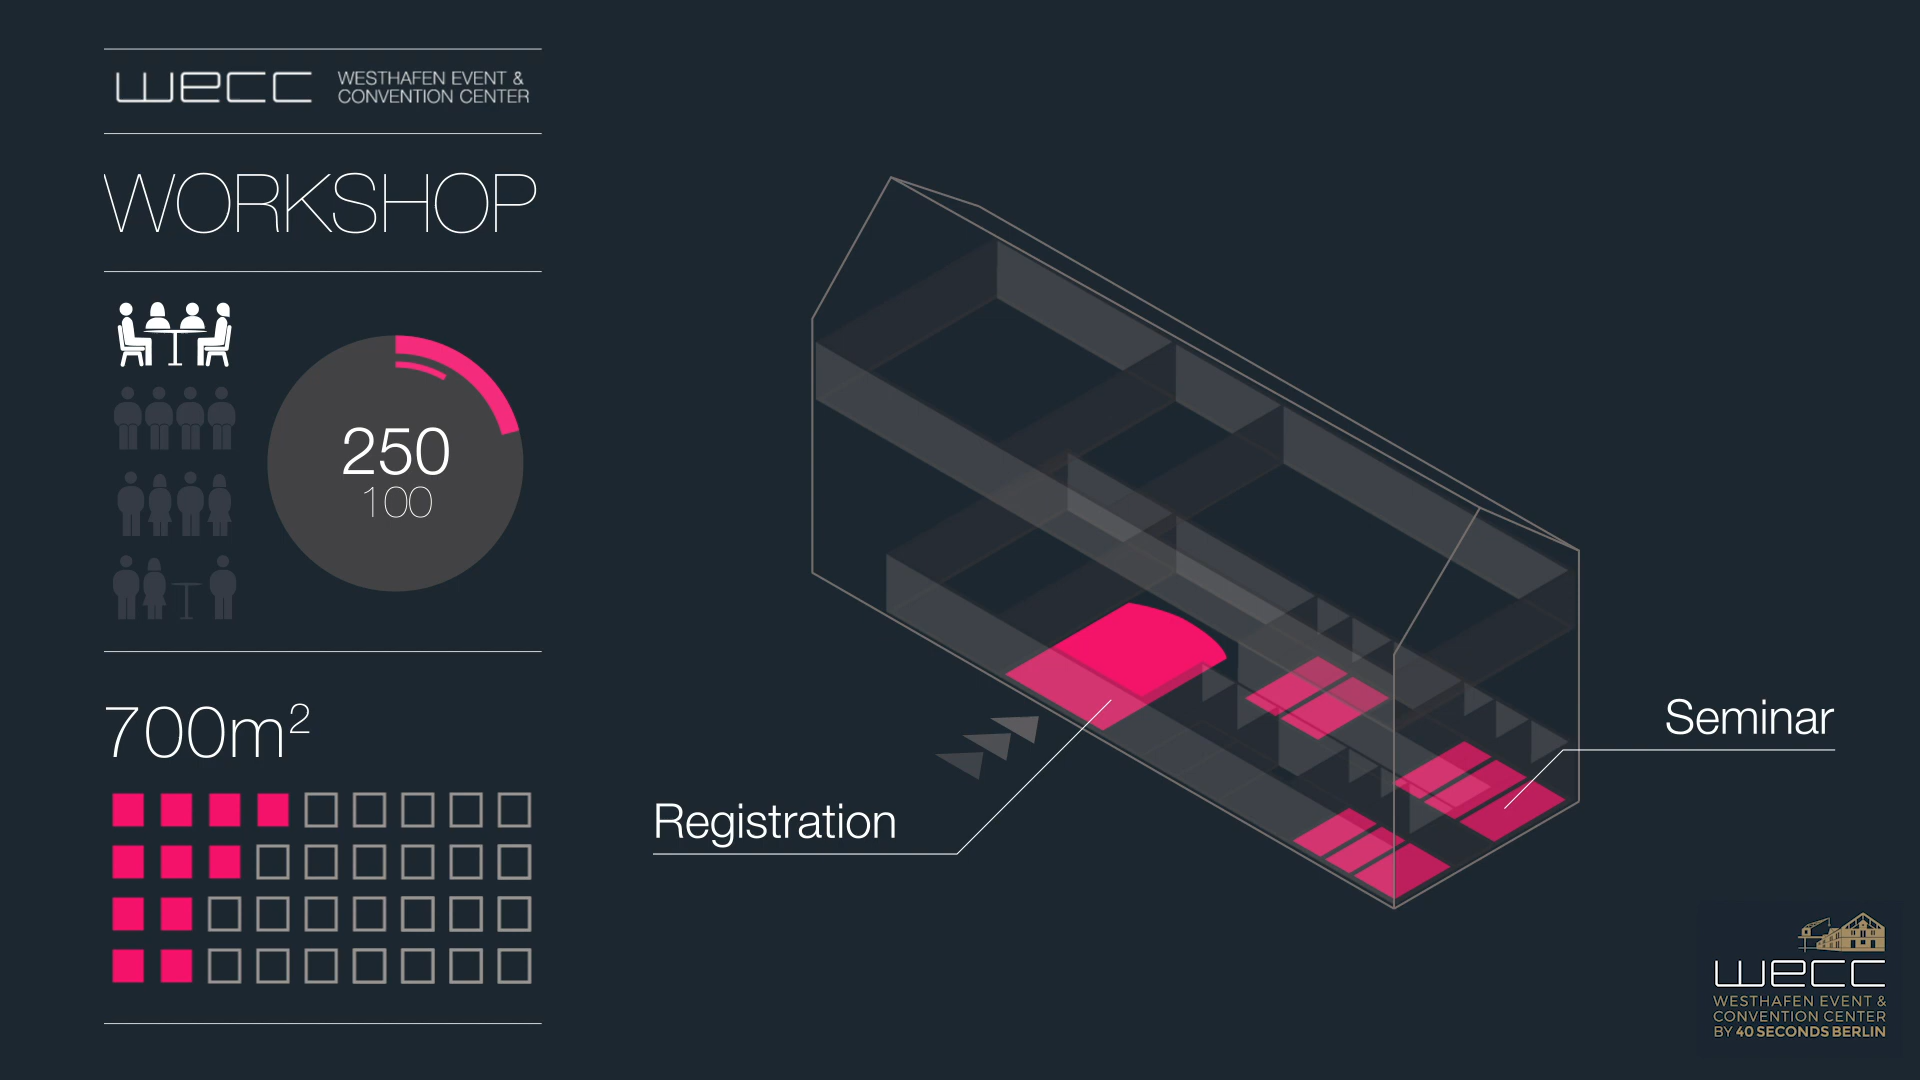 wecc
WESTHAFEN EVENT &
CONVENTION CENTER
WORKSHOP
250
100
700m²
Registration
Seminar
wecc
WESTHAFEN EVENT &
CONVENTION CENTER
BY 40 SECONDS BERLIN